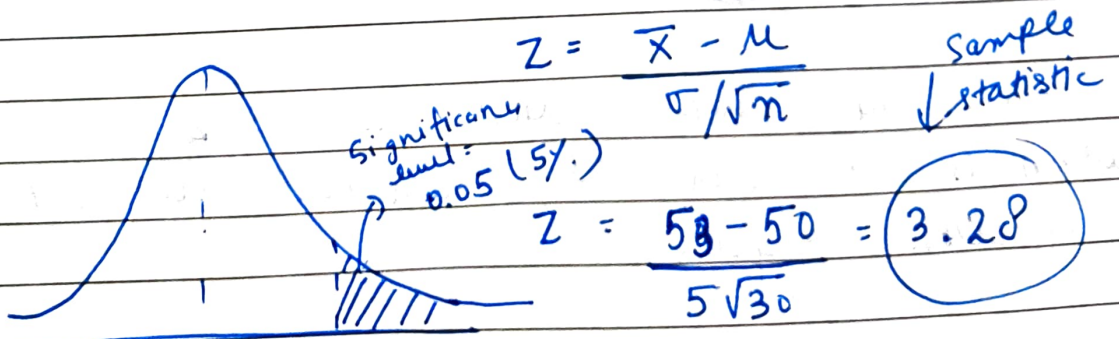 Z = x̄ - μ / σ/√n
Sample
statistic
significance
level =
0.05 (5%.)
Z = 53 - 50 / 5√30 = 3.28